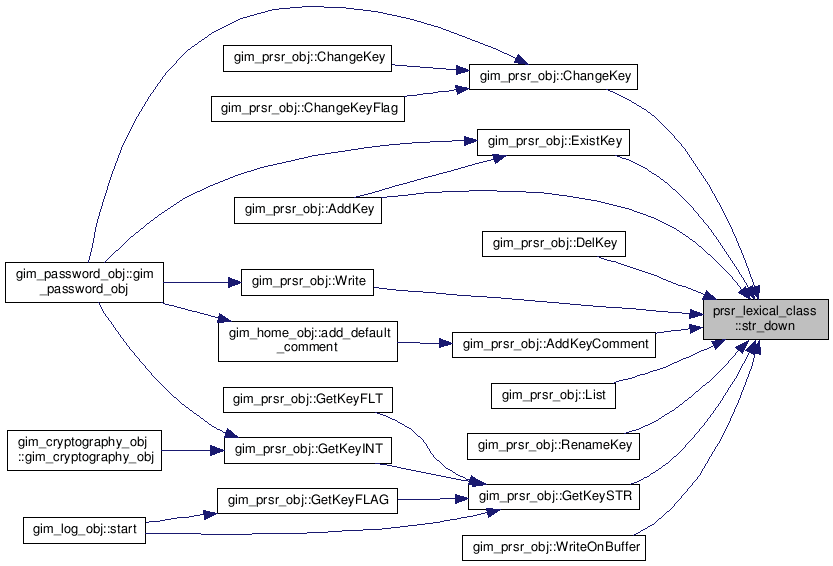 gim_prsr_obj::ChangeKey
gim_prsr_obj::ChangeKey
gim_prsr_obj::ChangeKeyFlag
gim_prsr_obj::ExistKey
gim_prsr_obj::AddKey
gim_prsr_obj::DelKey
gim_password_obj::gim
_password_obj
gim_prsr_obj::Write
prsr_lexical_class
::str_down
gim_home_obj::add_default
_comment
gim_prsr_obj::AddKeyComment
gim_prsr_obj::List
gim_prsr_obj::GetKeyFLT
gim_cryptography_obj
::gim_cryptography_obj
gim_prsr_obj::GetKeyINT
gim_prsr_obj::RenameKey
gim_prsr_obj::GetKeyFLAG
gim_prsr_obj::GetKeySTR
gim_log_obj::start
gim_prsr_obj::WriteOnBuffer